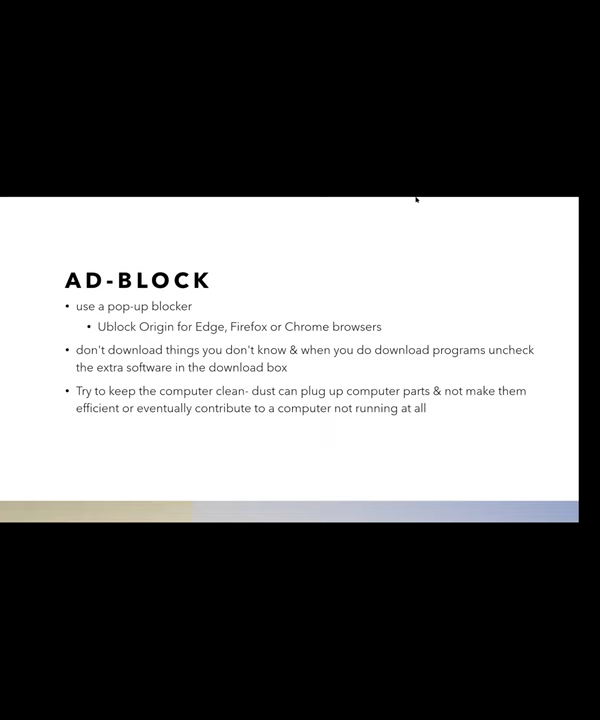 AD-BLOCK
• use a pop-up blocker
• Ublock Origin for Edge, Firefox or Chrome browsers
• don't download things you don't know & when you do download programs uncheck
the extra software in the download box
• Try to keep the computer clean- dust can plug up computer parts & not make them
efficient or eventually contribute to a computer not running at all